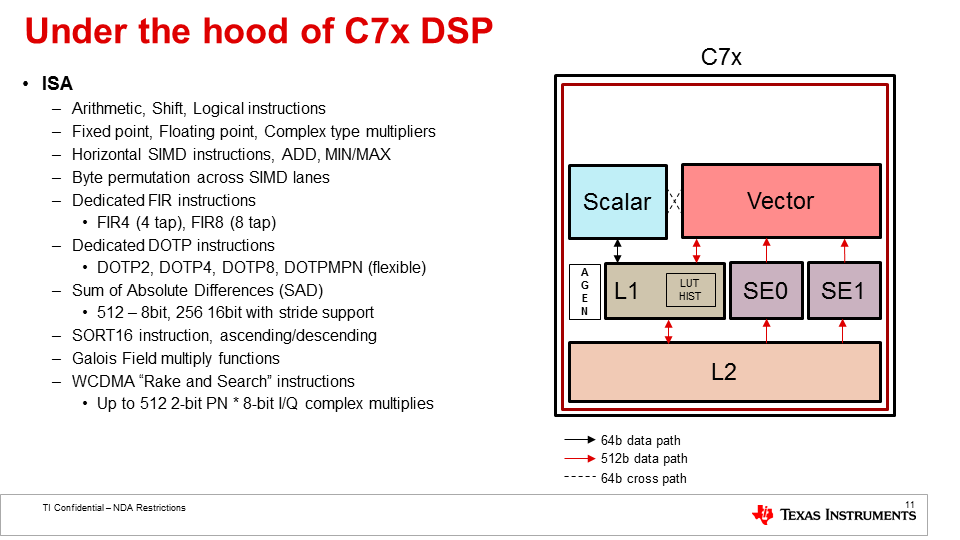 Under the hood of C7x DSP
• ISA
– Arithmetic, Shift, Logical instructions
– Fixed point, Floating point, Complex type multipliers
– Horizontal SIMD instructions, ADD, MIN/MAX
– Byte permutation across SIMD lanes
– Dedicated FIR instructions
• FIR4 (4 tap), FIR8 (8 tap)
– Dedicated DOTP instructions
• DOTP2, DOTP4, DOTP8, DOTPMPN (flexible)
– Sum of Absolute Differences (SAD)
• 512 – 8bit, 256 16bit with stride support
– SORT16 instruction, ascending/descending
– Galois Field multiply functions
– WCDMA “Rake and Search” instructions
• Up to 512 2-bit PN * 8-bit I/Q complex multiplies
C7x
Scalar
Vector
A
G
E
N
L1
LUT
HIST
SE0
SE1
L2
64b data path
512b data path
64b cross path
TI Confidential – NDA Restrictions
11
TEXAS INSTRUMENTS